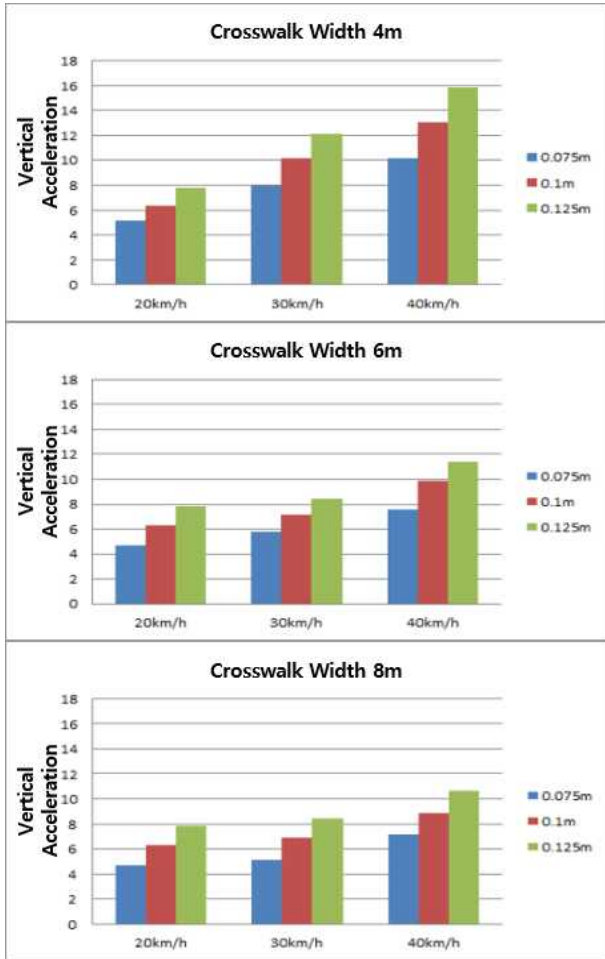 Crosswalk Width 4m
Vertical
Acceleration
18
16
14
12
10
8
6
4
2
0
20km/h 30km/h 40km/h
0.075m
0.1m
0.125m
Crosswalk Width 6m
Vertical
Acceleration
18
16
14
12
10
8
6
4
2
0
20km/h 30km/h 40km/h
0.075m
0.1m
0.125m
Crosswalk Width 8m
Vertical
Acceleration
18
16
14
12
10
8
6
4
2
0
20km/h 30km/h 40km/h
0.075m
0.1m
0.125m